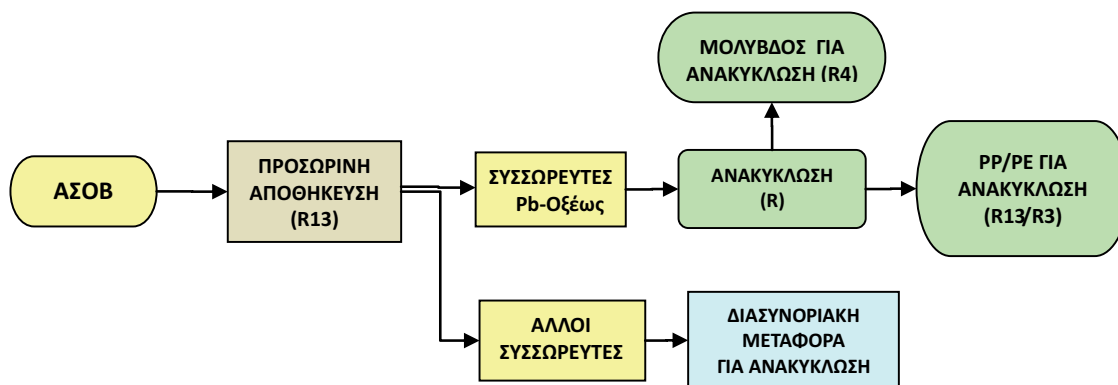 ΜΟΛΥΒΔΟΣ ΓΙΑ
ΑΝΑΚΥΚΛΩΣΗ (R4)
ΑΣΟΒ
ΠΡΟΣΩΡΙΝΗ
ΑΠΟΘΗΚΕΥΣΗ
(R13)
ΣΥΣΣΩΡΕΥΤΕΣ
Pb-Οξέως
ΑΝΑΚΥΚΛΩΣΗ
(R)
PP/PE ΓΙΑ
ΑΝΑΚΥΚΛΩΣΗ
(R13/R3)
ΑΛΛΟΙ
ΣΥΣΣΩΡΕΥΤΕΣ
ΔΙΑΣΥΝΟΡΙΑΚΗ
ΜΕΤΑΦΟΡΑ
ΓΙΑ ΑΝΑΚΥΚΛΩΣΗ